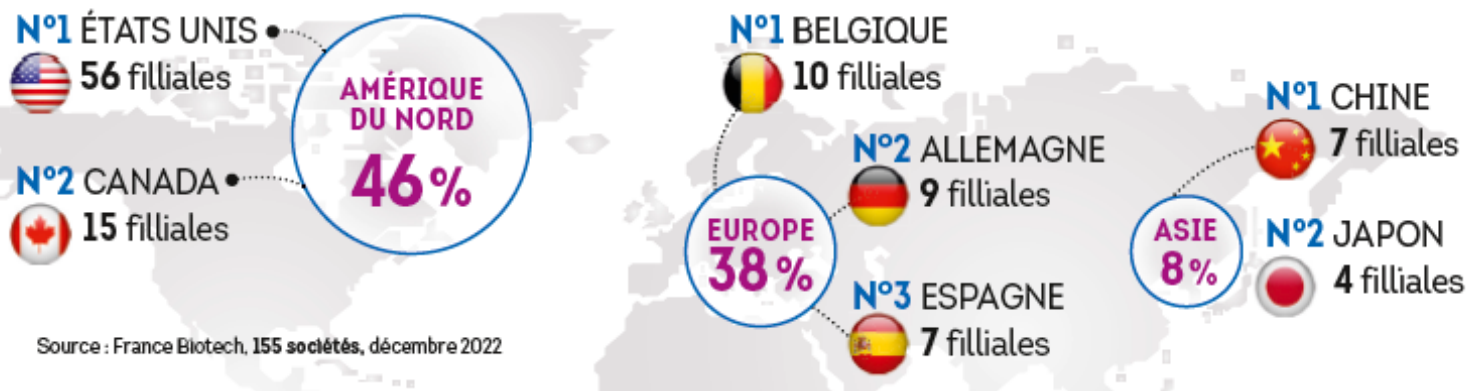 N°1 ÉTATS UNIS
56 filliales
AMÉRIQUE
DU NORD
46%
N°2 CANADA
15 filliales
N°1 BELGIQUE
10 filliales
N°2 ALLEMAGNE
9 filliales
EUROPE
38%
N°3 ESPAGNE
7 filliales
N°1 CHINE
7 filliales
ASIE
8%
N°2 JAPON
4 filliales
Source : France Biotech, 155 sociétés, décembre 2022